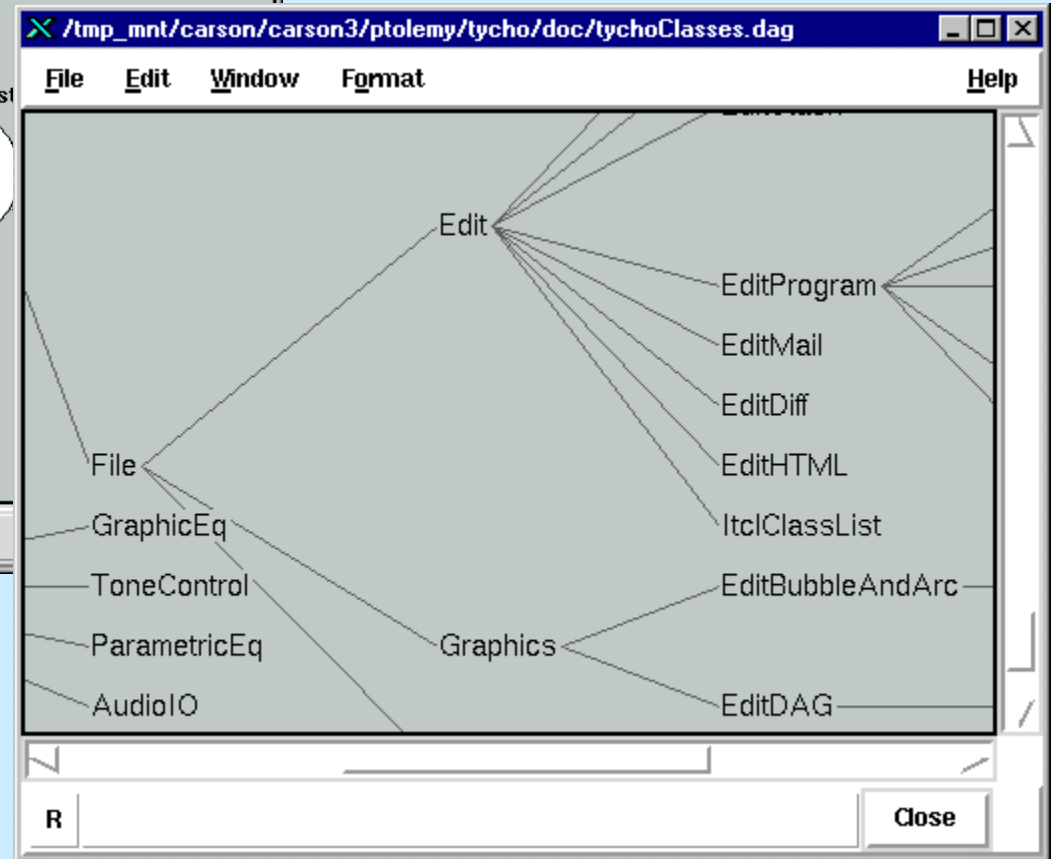 /tmp_mnt/carson/carson3/ptolemy/tycho/doc/tychoClasses.dag
File Edit Window Format Help
Edit
EditProgram
EditMail
EditDiff
File
EditHTML
GraphicEq
ItclClassList
ToneControl
EditBubbleAndArc
ParametricEq
Graphics
AudioIO
EditDAG
R
Close